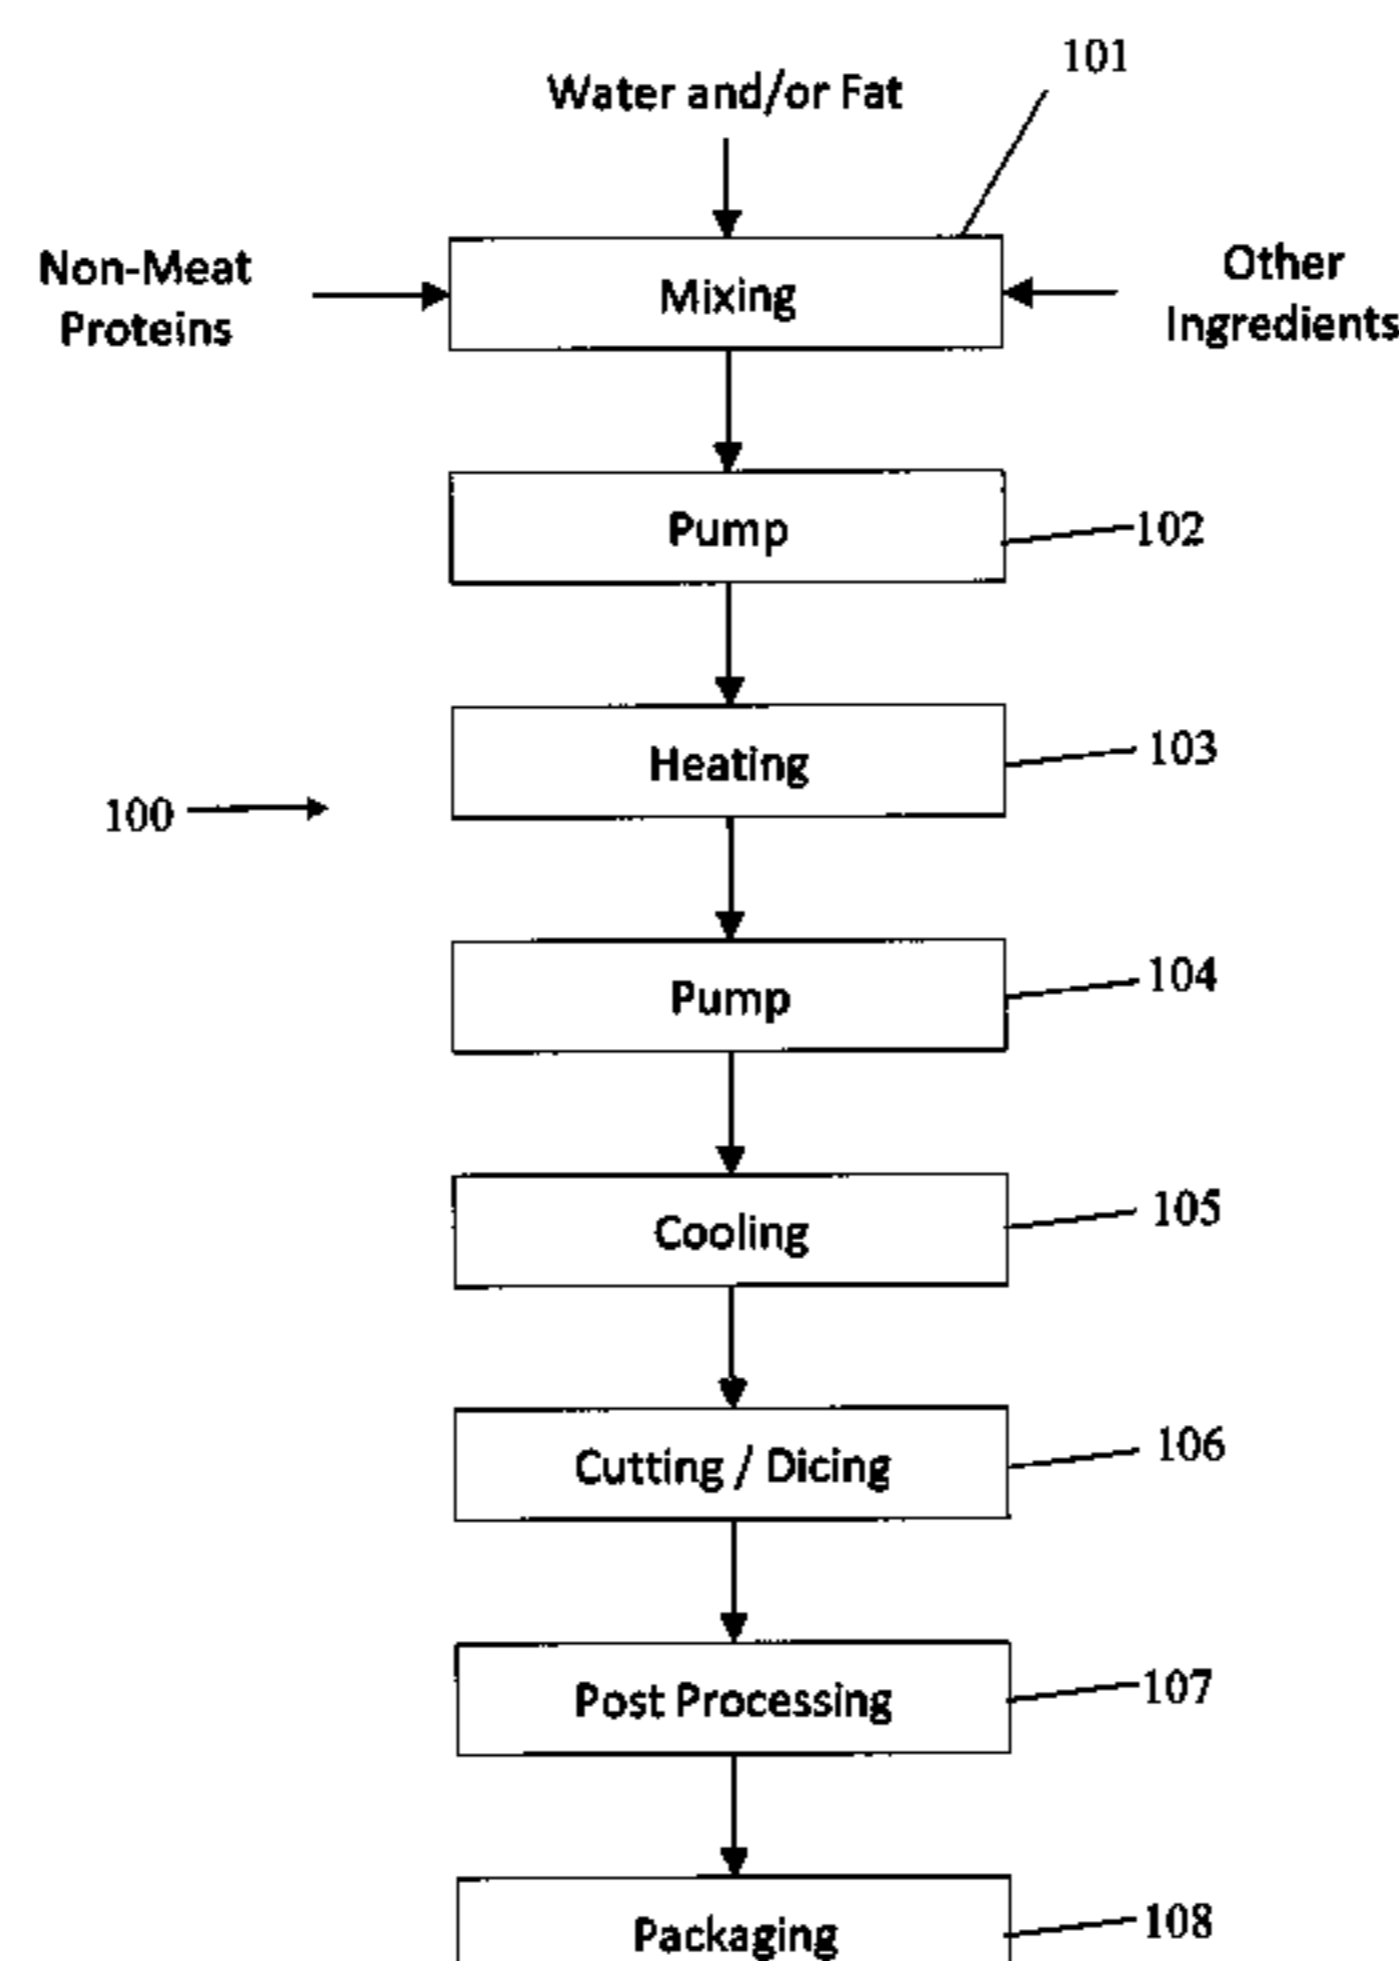 101
Water and/or Fat
Non-Meat
Proteins
Mixing
Other
Ingredients
Pump
102
Heating
103
100
Pump
104
Cooling
105
Cutting / Dicing
106
Post Processing
107
Packaging
108